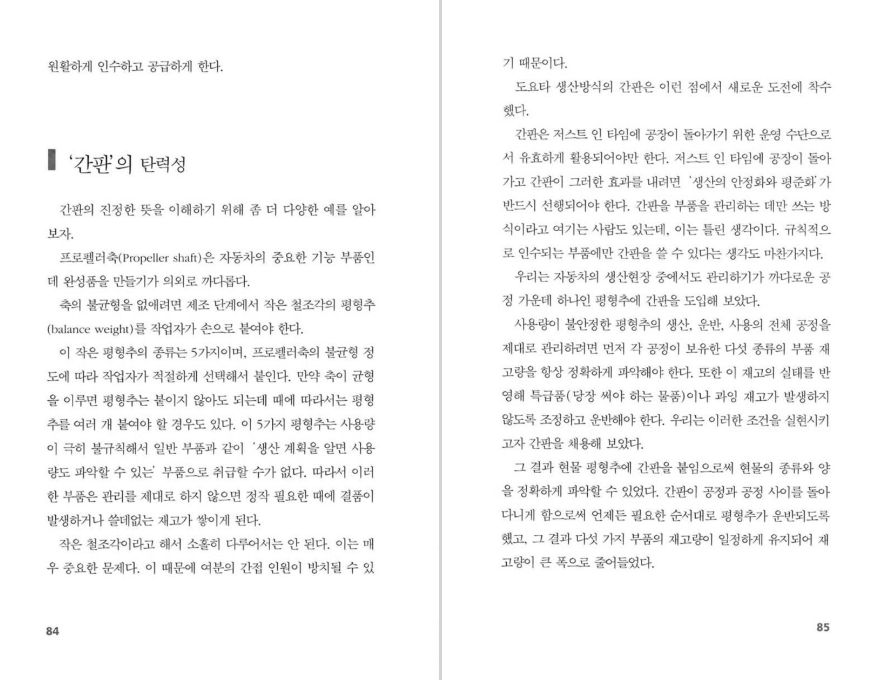 원활하게 인수하고 공급하게 한다.
'간판'의 탄력성
간판의 진정한 뜻을 이해하기 위해 좀 더 다양한 예를 알아
보자.
프로펠러축(Propeller shaft)은 자동차의 중요한 기능 부품인
데 완성품을 만들기가 의외로 까다롭다.
축의 불균형을 없애려면 제조 단계에서 작은 철조각의 평형추
(balance weight)를 작업자가 손으로 붙여야 한다.
이 작은 평형추의 종류는 5가지이며, 프로펠러축의 불균형 정
도에 따라 작업자가 적절하게 선택해서 붙인다. 만약 축이 균형
을 이루면 평형추는 붙이지 않아도 되는데 때에 따라서는 평형
추를 여러 개 붙여야 할 경우도 있다. 이 5가지 평형추는 사용량
이 극히 불규칙해서 일반 부품과 같이 '생산 계획을 알면 사용
량도 파악할 수 있는' 부품으로 취급할 수가 없다. 따라서 이러
한 부품은 관리를 제대로 하지 않으면 정작 필요한 때에 결품이
발생하거나 쓸데없는 재고가 쌓이게 된다.
작은 철조각이라고 해서 소홀히 다루어서는 안 된다. 이는 매
우 중요한 문제다. 이 때문에 여분의 간접 인원이 방치될 수 있
84
기 때문이다.
도요타 생산방식의 간판은 이런 점에서 새로운 도전에 착수
했다.
간판은 저스트 인 타임에 공장이 돌아가기 위한 운영 수단으로
서 유효하게 활용되어야만 한다. 저스트 인 타임에 공장이 돌아
가고 간판이 그러한 효과를 내려면 '생산의 안정화와 평준화'가
반드시 선행되어야 한다. 간판을 부품을 관리하는 데만 쓰는 방
식이라고 여기는 사람도 있는데, 이는 틀린 생각이다. 규칙적으
로 인수되는 부품에만 간판을 쓸 수 있다는 생각도 마찬가지다.
우리는 자동차의 생산현장 중에서도 관리하기가 까다로운 공
정 가운데 하나인 평형추에 간판을 도입해 보았다.
사용량이 불안정한 평형추의 생산, 운반, 사용의 전체 공정을
제대로 관리하려면 먼저 각 공정이 보유한 다섯 종류의 부품 재
고량을 항상 정확하게 파악해야 한다. 또한 이 재고의 실태를 반
영해 특급품(당장 써야 하는 물품)이나 과잉 재고가 발생하지
않도록 조정하고 운반해야 한다. 우리는 이러한 조건을 실현시키
고자 간판을 채용해 보았다.
그 결과 현물 평형추에 간판을 붙임으로써 현물의 종류와 양
을 정확하게 파악할 수 있었다. 간판이 공정과 공정 사이를 돌아
다니게 함으로써 언제든 필요한 순서대로 평형추가 운반되도록
했고, 그 결과 다섯 가지 부품의 재고량이 일정하게 유지되어 재
고량이 큰 폭으로 줄어들었다.
85